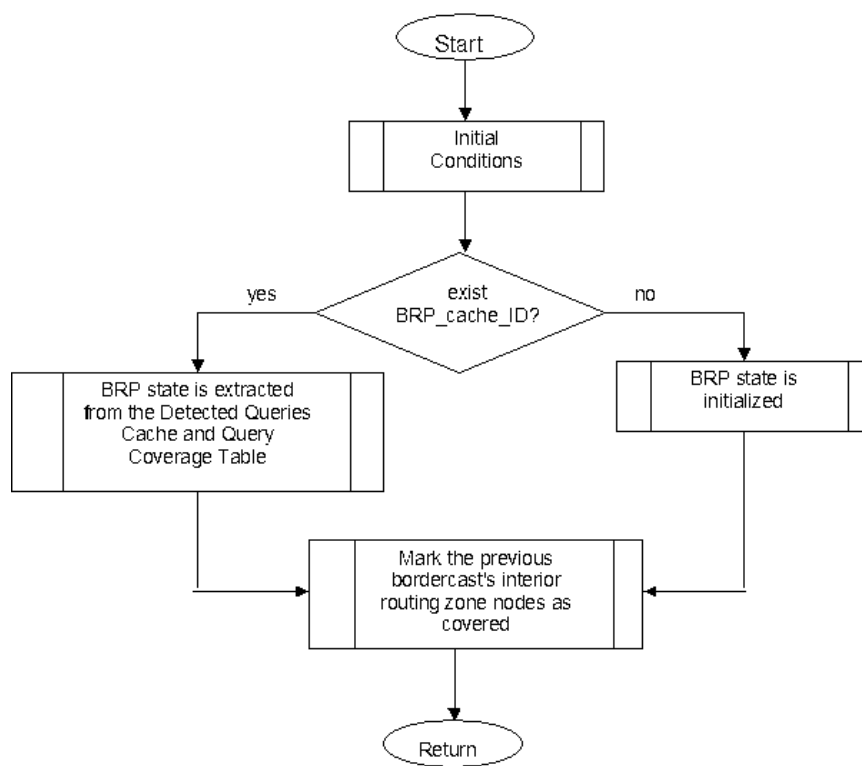 Start
Initial
Conditions
exist
BRP_cache_ID?
yes
no
BRP state is extracted
from the Detected Queries
Cache and Query
Coverage Table
BRP state is
initialized
Mark the previous
bordercast's interior
routing zone nodes as
covered
Return